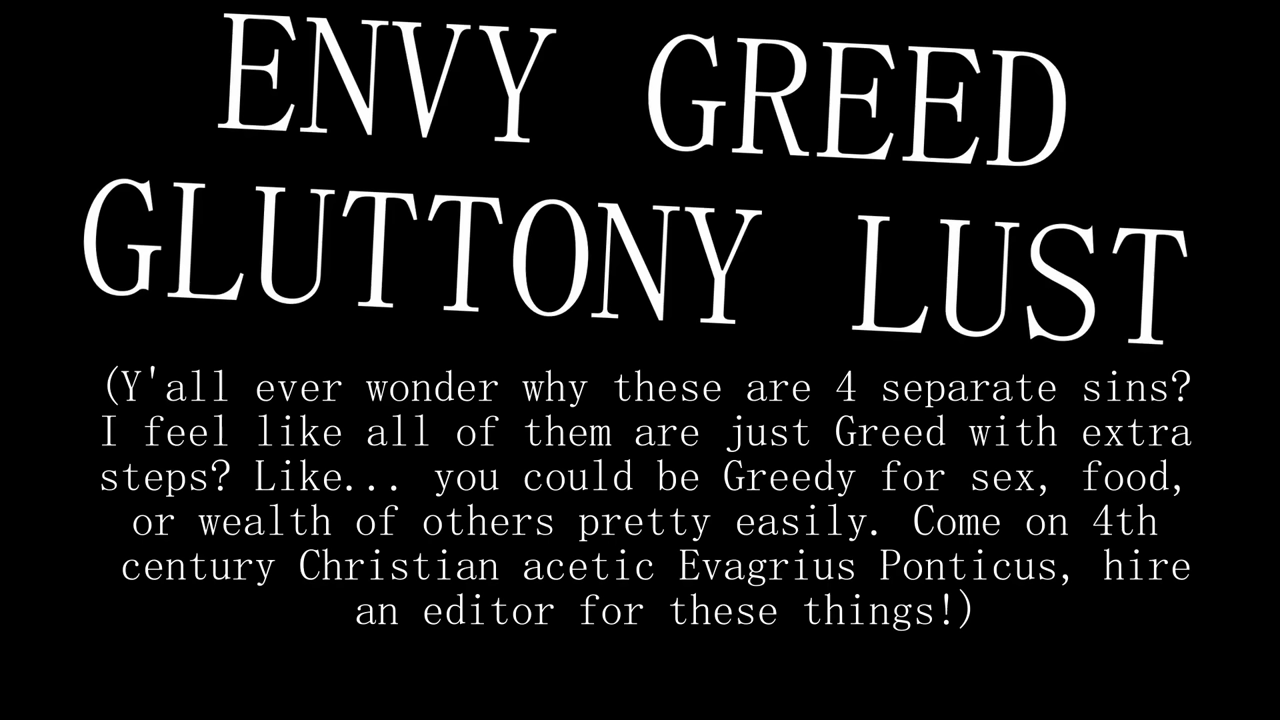 ENVY GREED
GLUTTONY LUST
(Y'all ever wonder why these are 4 separate sins?
I feel like all of them are just Greed with extra
steps? Like... you could be Greedy for sex, food,
or wealth of others pretty easily. Come on 4th
century Christian acetic Evagrius Ponticus, hire
an editor for these things!)